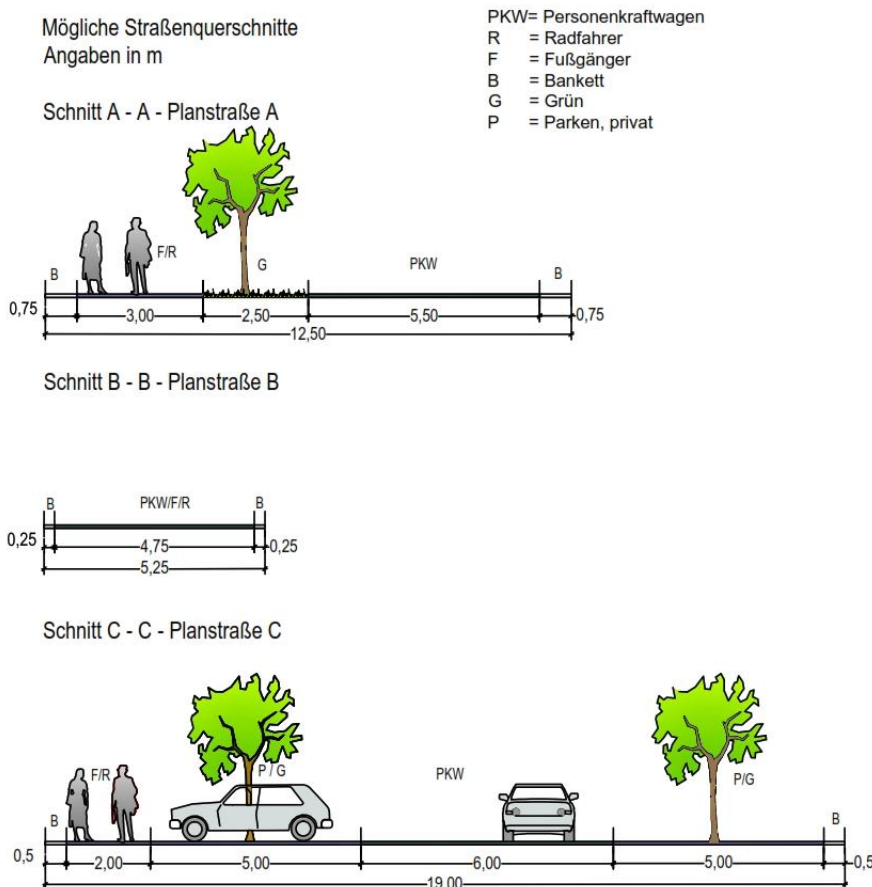 Mögliche Straßenquerschnitte
Angaben in m
PKW= Personenkraftwagen
R = Radfahrer
F = Fußgänger
B = Bankett
G = Grün
P = Parken, privat
Schnitt A - A - Planstraße A
B F/R G PKW B
0,75 3,00 2,50 5,50 0,75
12,50
Schnitt B - B - Planstraße B
B PKW/F/R B
0,25 4,75 0,25
5,25
Schnitt C - C - Planstraße C
B F/R P / G PKW P/G B
0,5 2,00 5,00 6,00 5,00 0,5
19,00